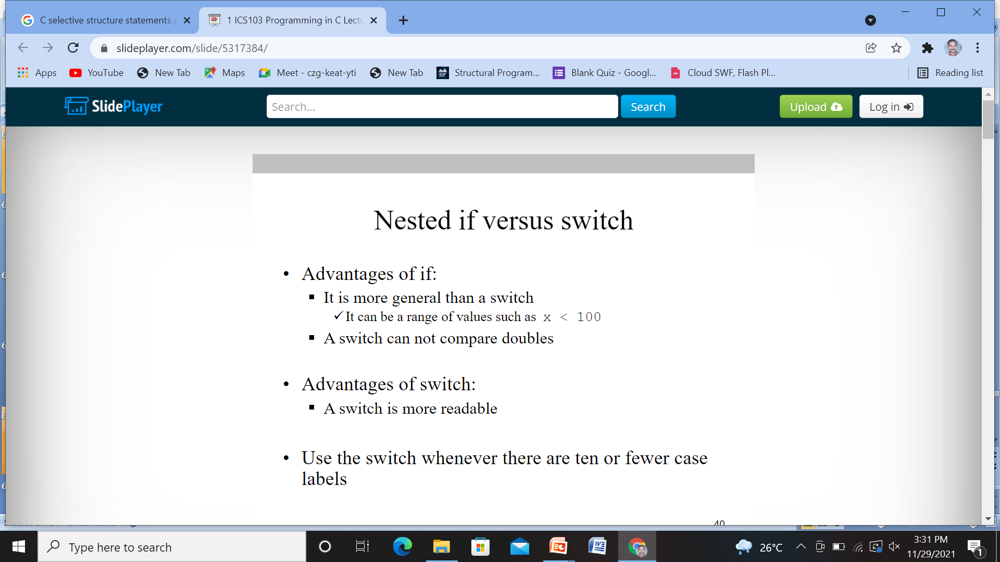 C selective structure statements
1 ICS103 Programming in C Lectu
slideplayer.com/slide/5317384/
Apps
YouTube
New Tab
Maps
Meet - czg-keat-yti
New Tab
Structural Program...
Blank Quiz - Googl...
Cloud SWF, Flash Pl...
Reading list
SlidePlayer
Search...
Search
Upload
Log in
Nested if versus switch
• Advantages of if:
▪ It is more general than a switch
✓ It can be a range of values such as x < 100
▪ A switch can not compare doubles
• Advantages of switch:
▪ A switch is more readable
• Use the switch whenever there are ten or fewer case
labels
40
Type here to search
26°C
3:31 PM
11/29/2021
1